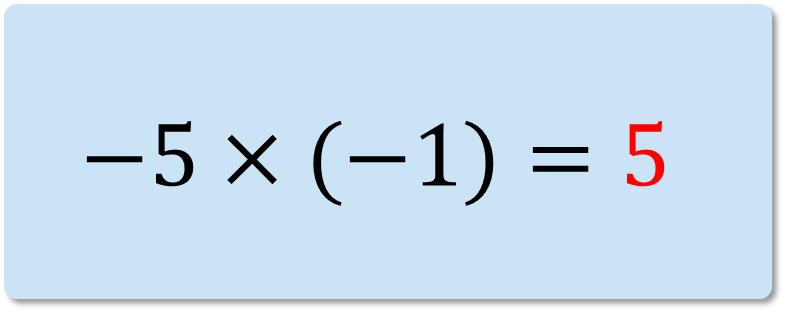 −5 × (−1) = 5